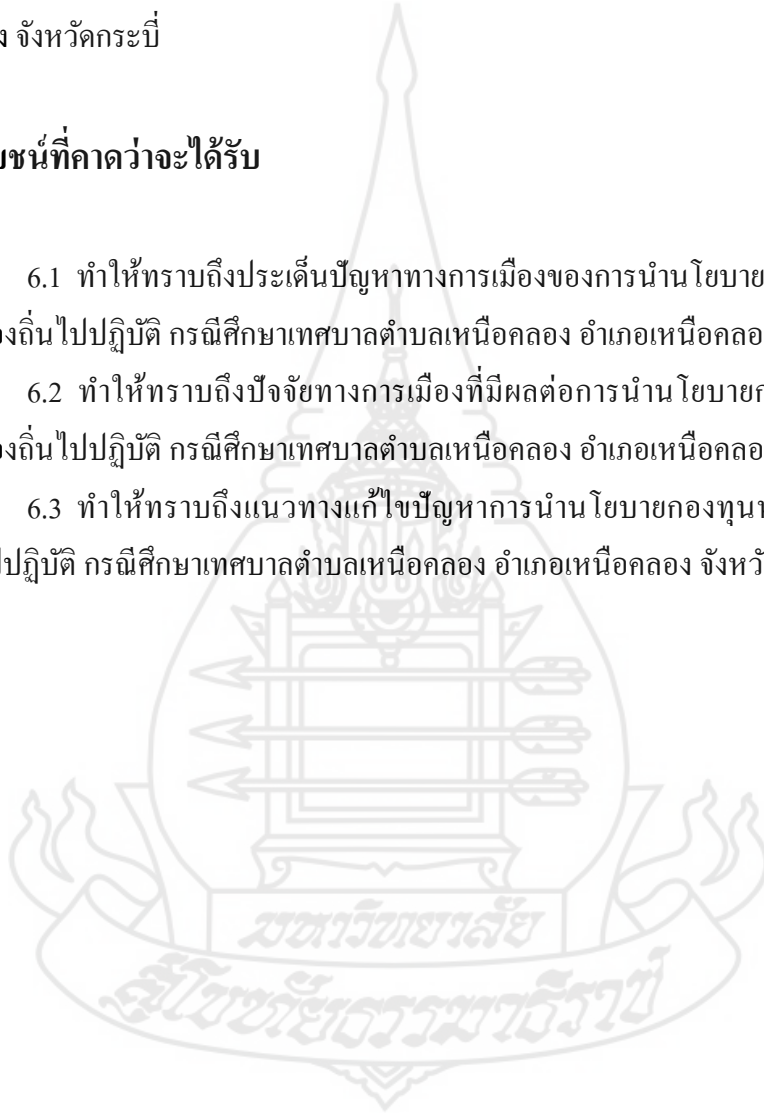 จังหวัดกระบี่
ที่คาดว่าจะได้รับ
6.1 ทำให้ทราบถึงประเด็นปัญหาทางการเมืองของการนำนโยบาย
ถิ่นไปปฏิบัติ กรณีศึกษาเทศบาลตำบลเหนือคลอง อำเภอเหนือคลอ
6.2 ทำให้ทราบถึงปัจจัยทางการเมืองที่มีผลต่อการนำนโยบายก
ถิ่นไปปฏิบัติ กรณีศึกษาเทศบาลตำบลเหนือคลอง อำเภอเหนือคลอ
6.3 ทำให้ทราบถึงแนวทางแก้ไขปัญหาการนำนโยบายกองทุน
ปฏิบัติ กรณีศึกษาเทศบาลตำบลเหนือคลอง อำเภอเหนือคลอง จังหวั
มหาวิทยาลัย
สุโขทัยธรรมาธิราช